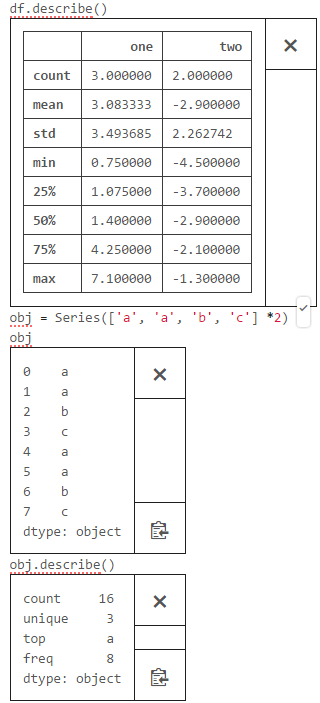 df.describe()
one two
count 3.000000 2.000000
mean 3.083333 -2.900000
std 3.493685 2.262742
min 0.750000 -4.500000
25% 1.075000 -3.700000
50% 1.400000 -2.900000
75% 4.250000 -2.100000
max 7.100000 -1.300000
obj = Series(['a', 'a', 'b', 'c'] *2)
obj
0 a
1 a
2 b
3 c
4 a
5 a
6 b
7 c
dtype: object
obj.describe()
count 16
unique 3
top a
freq 8
dtype: object